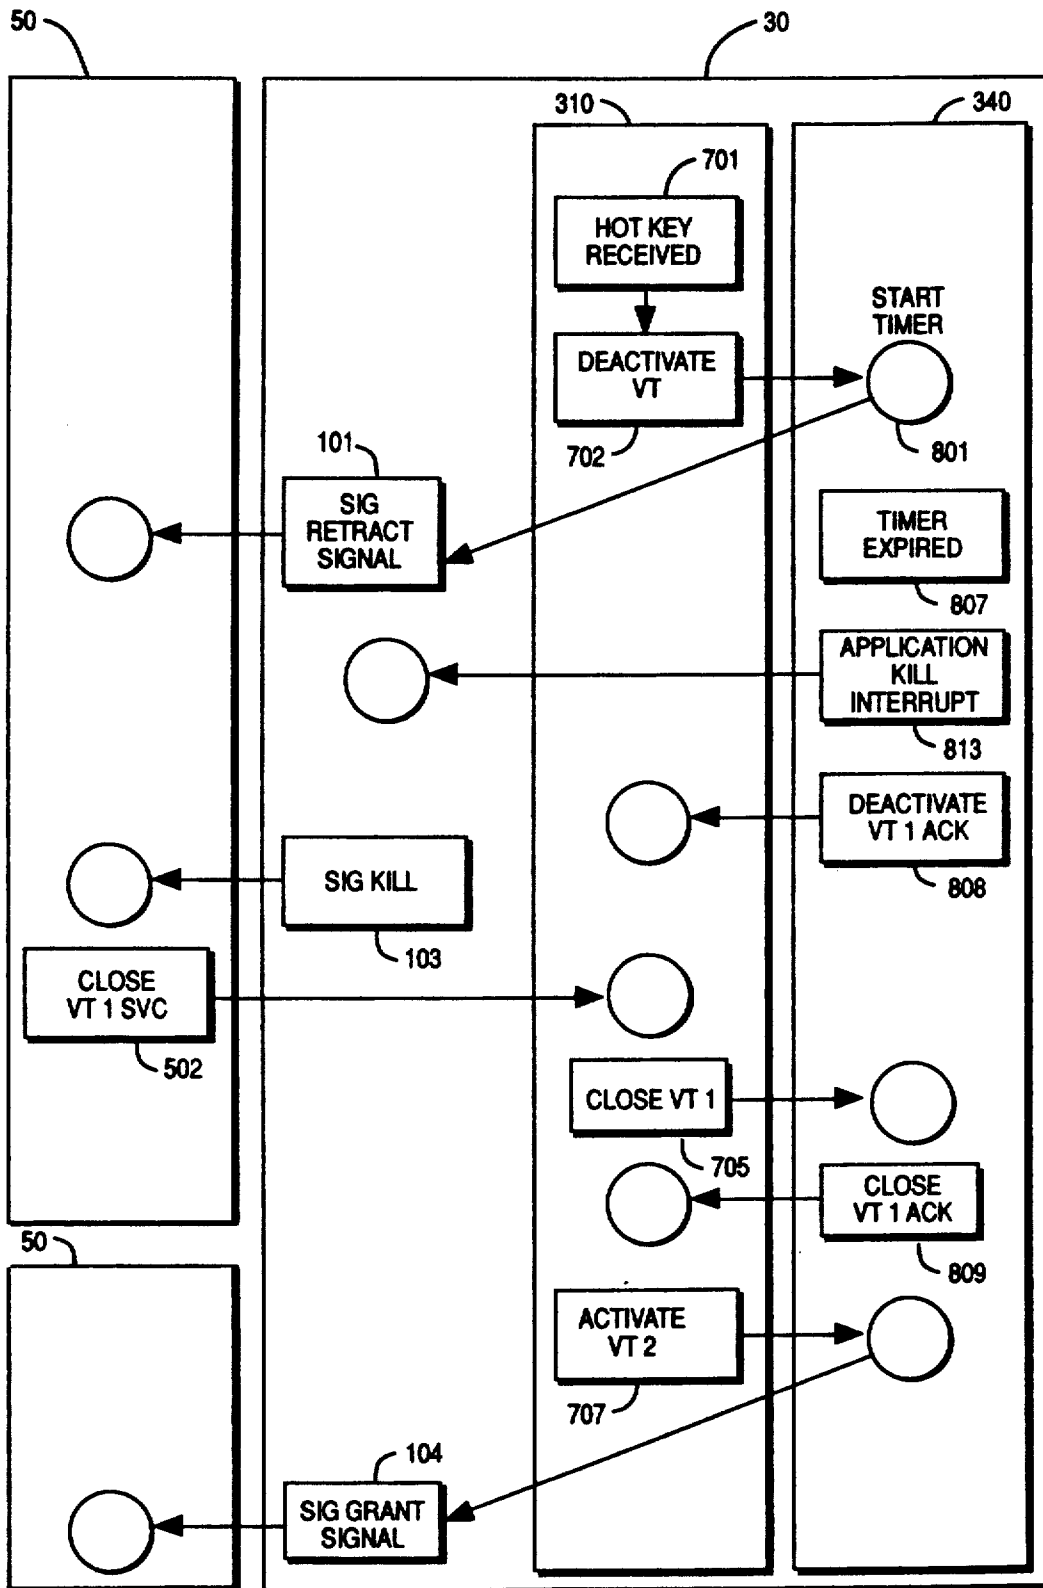 50
30
310
340
701
HOT KEY
RECEIVED
START
TIMER
DEACTIVATE
VT
702
801
101
SIG
RETRACT
SIGNAL
TIMER
EXPIRED
807
APPLICATION
KILL
INTERRUPT
813
DEACTIVATE
VT 1 ACK
808
SIG KILL
103
CLOSE
VT 1 SVC
502
CLOSE VT 1
705
CLOSE
VT 1 ACK
809
50
ACTIVATE
VT 2
707
104
SIG GRANT
SIGNAL